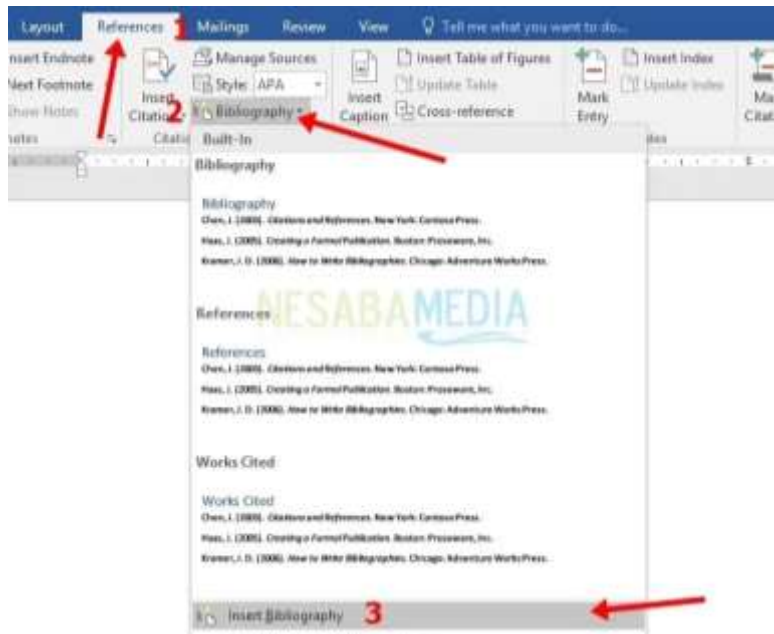 Layout References 1 Mailings Review View Tell me what you want to do...
nsert Endnote
Next Footnote
Show Notes
Insert
Citation
Manage Sources
Style: APA
2 Bibliography
Insert
Caption
Insert Table of Figures
Update Table
Cross-reference
Mark
Entry
Insert Index
Update Index
Ma
Citat
notes
Citatio
dex
Built-In
Bibliography
Bibliography
Chen, J. (2003). Citations and References. New York: Contoso Press.
Haas, J. (2005). Creating a Formal Publication. Boston: Proseware, Inc.
Kramer, J. D. (2006). How to Write Bibliographies. Chicago: Adventure Works Press.
NESABAMEDIA
References
References
Chen, J. (2003). Citations and References. New York: Contoso Press.
Haas, J. (2005). Creating a Formal Publication. Boston: Proseware, Inc.
Kramer, J. D. (2006). How to Write Bibliographies. Chicago: Adventure Works Press.
Works Cited
Works Cited
Chen, J. (2003). Citations and References. New York: Contoso Press.
Haas, J. (2005). Creating a Formal Publication. Boston: Proseware, Inc.
Kramer, J. D. (2006). How to Write Bibliographies. Chicago: Adventure Works Press.
Insert Bibliography 3